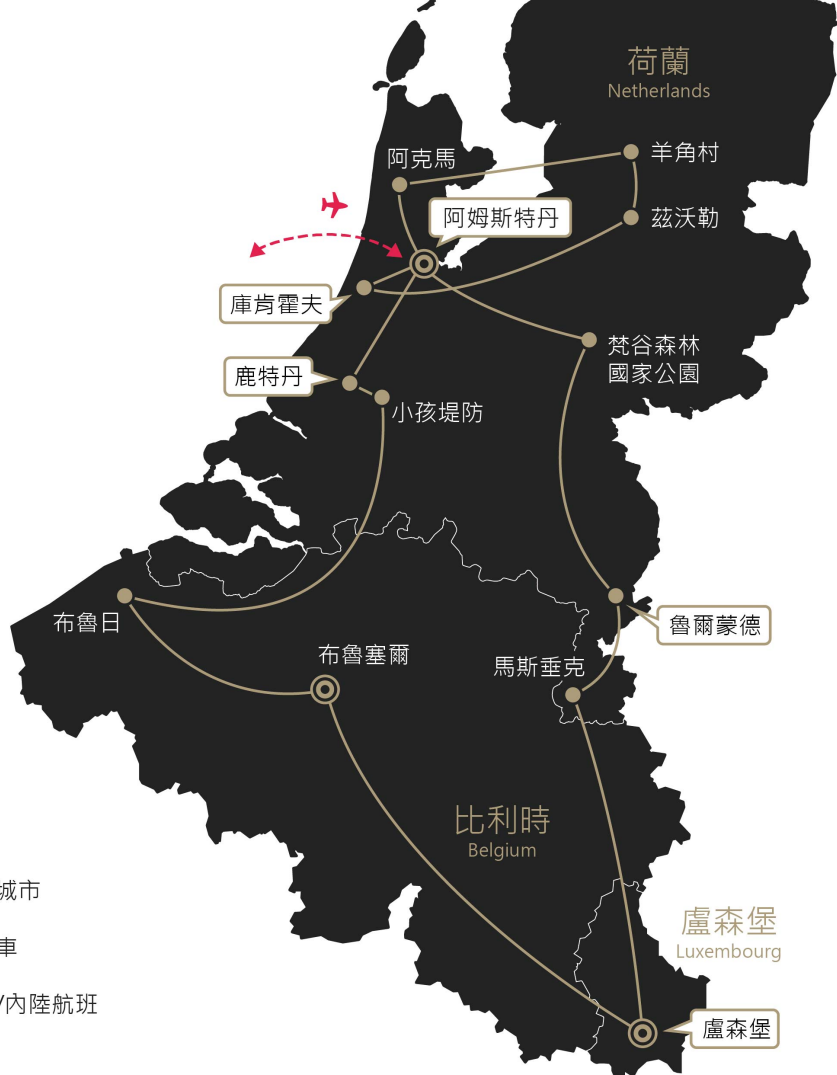 荷蘭
Netherlands
阿克馬
羊角村
阿姆斯特丹
茲沃勒
庫肯霍夫
梵谷森林
國家公園
鹿特丹
小孩堤防
布魯日
魯爾蒙德
布魯塞爾
馬斯垂克
比利時
Belgium
城市
盧森堡
Luxembourg
車
/內陸航班
盧森堡